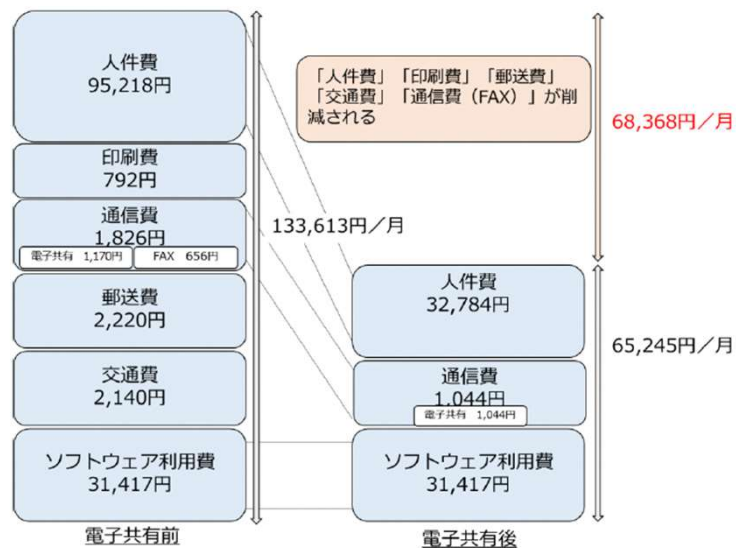 人件費
95,218円
印刷費
792円
通信費
1,826円
電子共有 1,170円
FAX 656円
郵送費
2,220円
交通費
2,140円
ソフトウェア利用費
31,417円
電子共有前
133,613円／月
「人件費」「印刷費」「郵送費」
「交通費」「通信費（FAX）」が削
減される
68,368円／月
人件費
32,784円
通信費
1,044円
電子共有 1,044円
ソフトウェア利用費
31,417円
電子共有後
65,245円／月